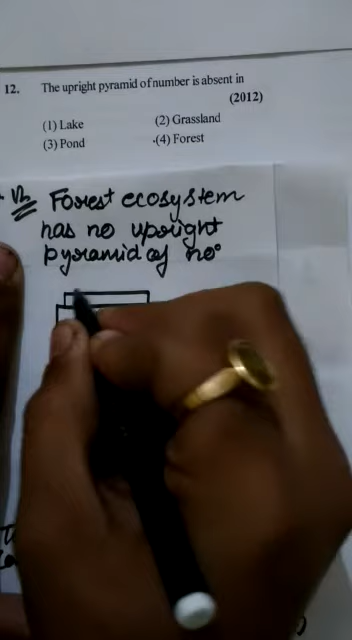 12. The upright pyramid of number is absent in
(2012)
(1) Lake (2) Grassland
(3) Pond (4) Forest
Forest ecosystem
has no upright
pyramid of no°